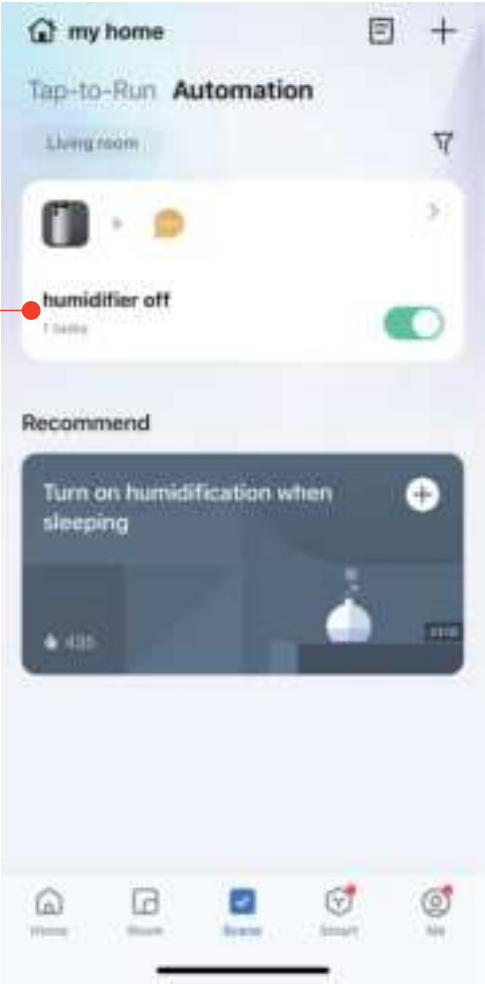 my home
Tap-to-Run Automation
Living room
humidifier off
1 tasks
Recommend
Turn on humidification when
sleeping
Home
Room
Scene
Smart
Me